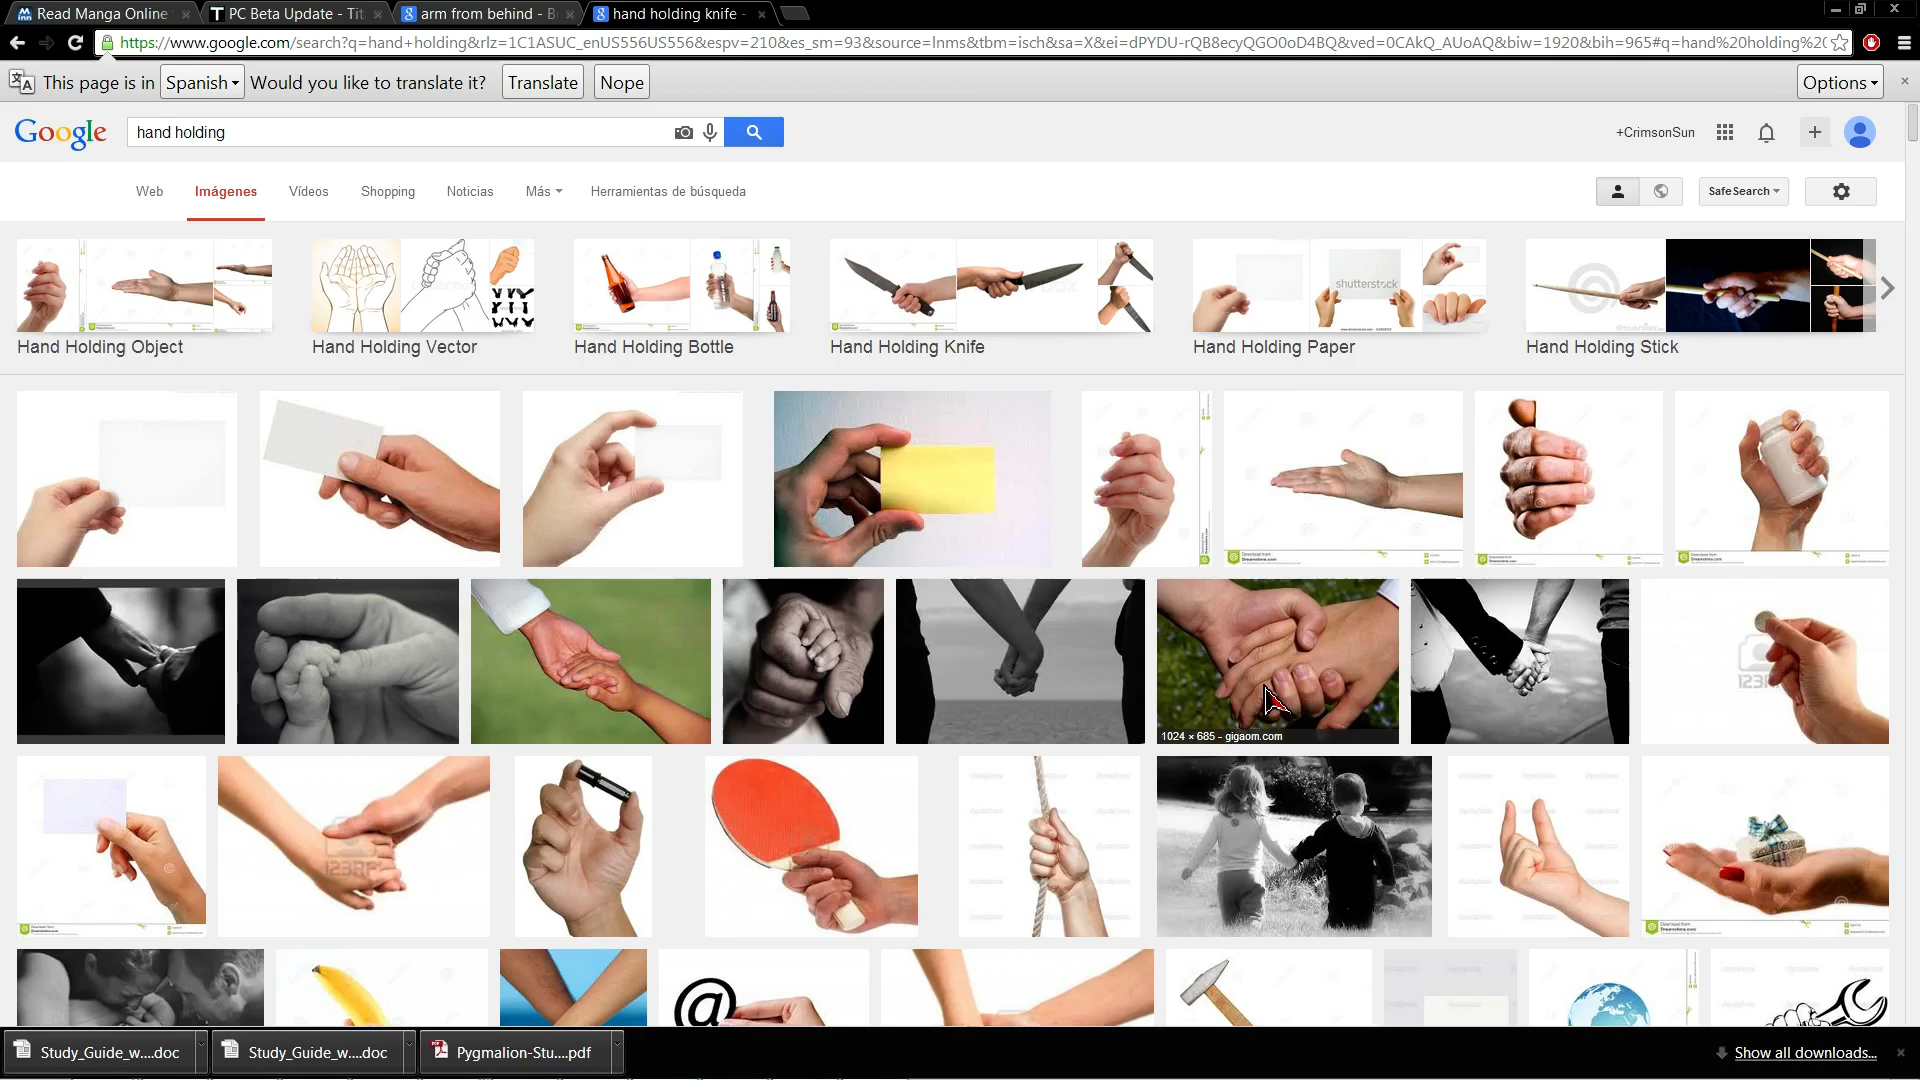 Read Manga Online
PC Beta Update - Tit
arm from behind - B
hand holding knife -
https://www.google.com/search?q=hand+holding&rlz=1C1ASUC_enUS556US556&espv=210&es_sm=93&source=lnms&tbm=isch&sa=X&ei=dPYDU-rQB8ecyQGO0oD4BQ&ved=0CAkQ_AUoAQ&biw=1920&bih=965#q=hand%20holding%20
This page is in Spanish Would you like to translate it? Translate Nope Options
Google
hand holding
+CrimsonSun
Web Imágenes Vídeos Shopping Noticias Más Herramientas de búsqueda
SafeSearch
shutterstock
Hand Holding Object
Hand Holding Vector
Hand Holding Bottle
Hand Holding Knife
Hand Holding Paper
Hand Holding Stick
1024 × 685 - gigaom.com
123RF
@
Study_Guide_w....doc
Study_Guide_w....doc
Pygmalion-Stu....pdf
Show all downloads...